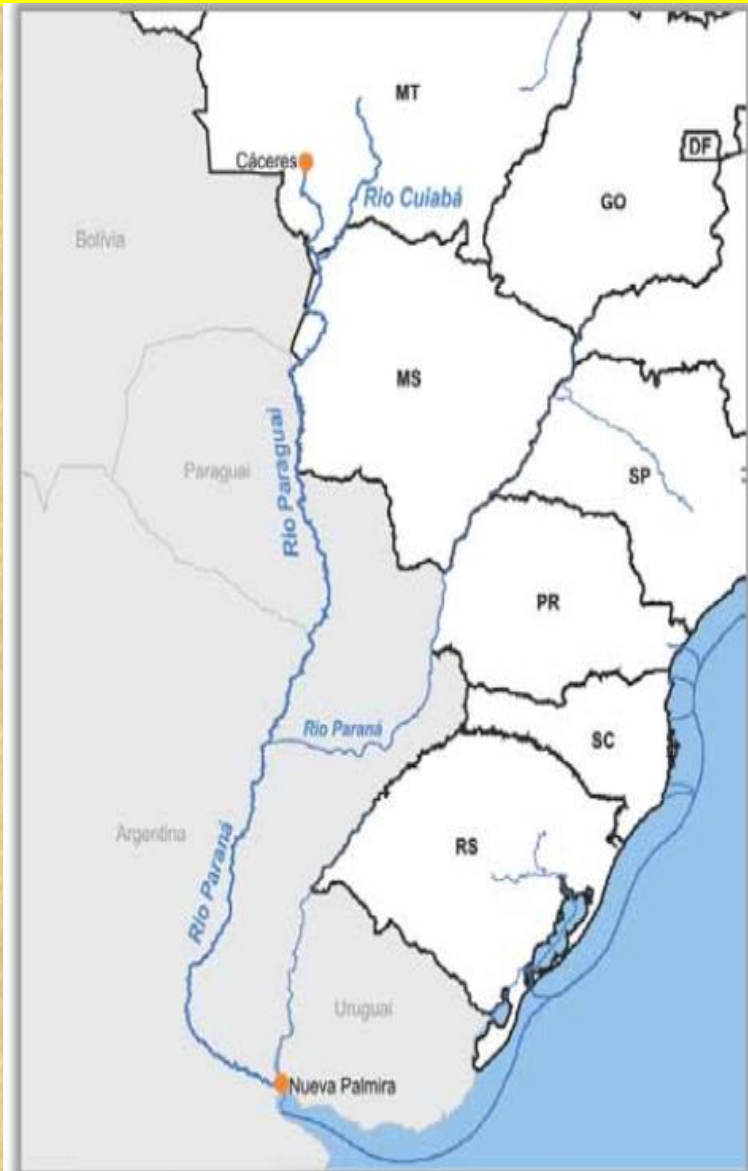 MT
DF
Cáceres
Rio Cuiabá
GO
Bolívia
MS
Rio Paraguai
Paraguai
SP
PR
Rio Paraná
SC
Argentina
Rio Paraná
RS
Uruguai
Nueva Palmira